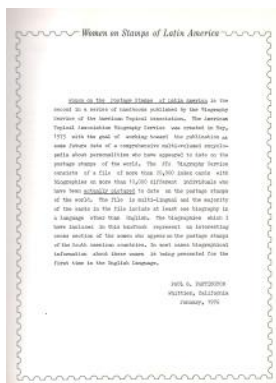 Women on Stamps of Latin America
Women on the Postage Stamps of Latin America is the
second in a series of handbooks published by the Biography
Service of the American Topical Association. The American
Topical Association Biography Service was created in May,
1973 with the goal of working toward the publication at
some future date of a comprehensive multi-volumed encyclo-
pedia about personalities who have appeared to date on the
postage stamps of the world. The ATA Biography Service
consists of a file of more than index cards with
biographies on more than different individuals who
have been actually pictured to date on the postage stamps
of the world. The file is multi-lingual and the majority
of the cards in the file include at least one biography in
a language other than English. The biographies which I
have included in this handbook represent an interesting
cross section of the women who appear on the postage stamps
of the South American countries. In most cases biographical
information about these women is being presented for the
first time in the English language.
PAUL G. PARTINGTON
Whittier, California
January,